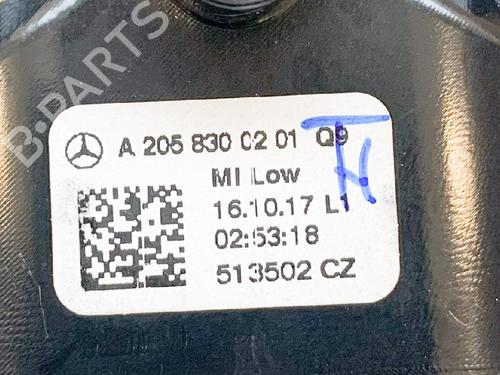 B-PARTS
A 205 830 02 01 Q9
MI Low
16.10.17 L1
02:53:18
513502 CZ